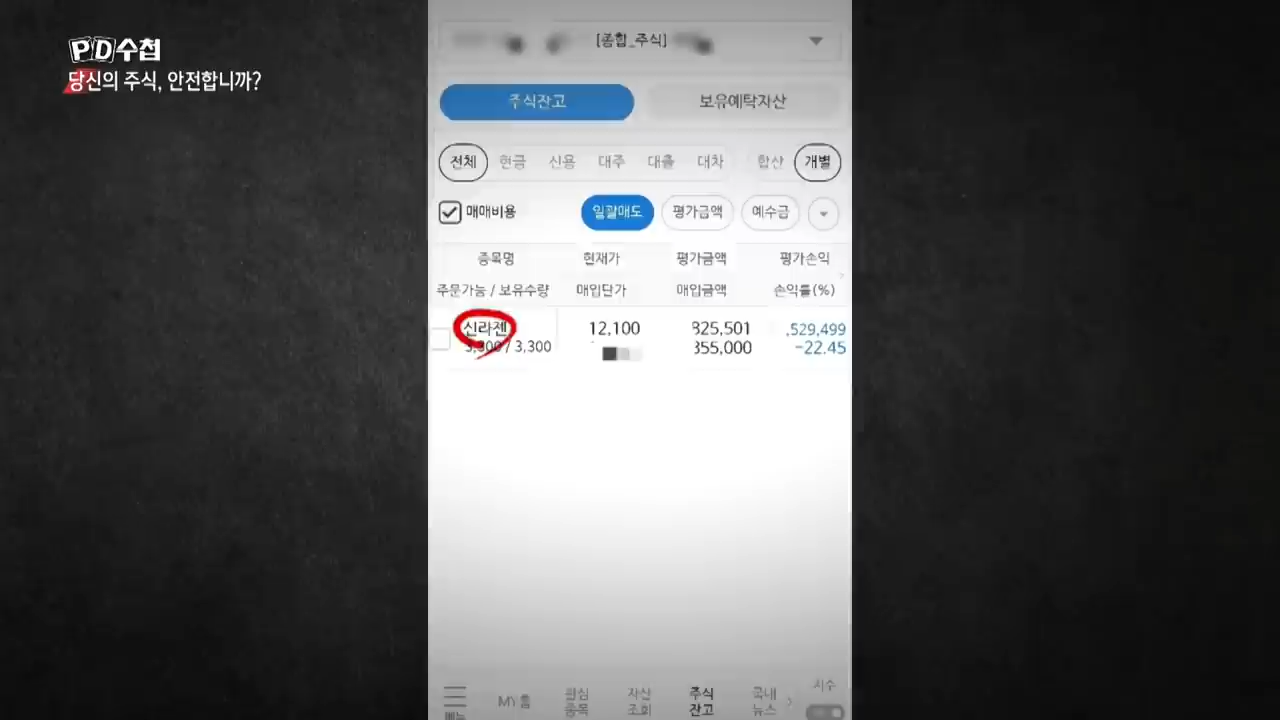 PD수첩
당신의 주식, 안전합니까?
[종합_주식]
주식잔고 보유예탁자산
전체 현금 신용 대주 대출 대차 합산 개별
매매비용 일괄매도 평가금액 예수금
종목명 현재가 평가금액 평가손익
주문가능 / 보유수량 매입단가 매입금액 손익률(%)
신라젠 12,100 825,501 ,529,499
3,300 / 3,300 355,000 -22.45
메뉴 MY홈 관심종목 자산조회 주식잔고 국내뉴스 지수